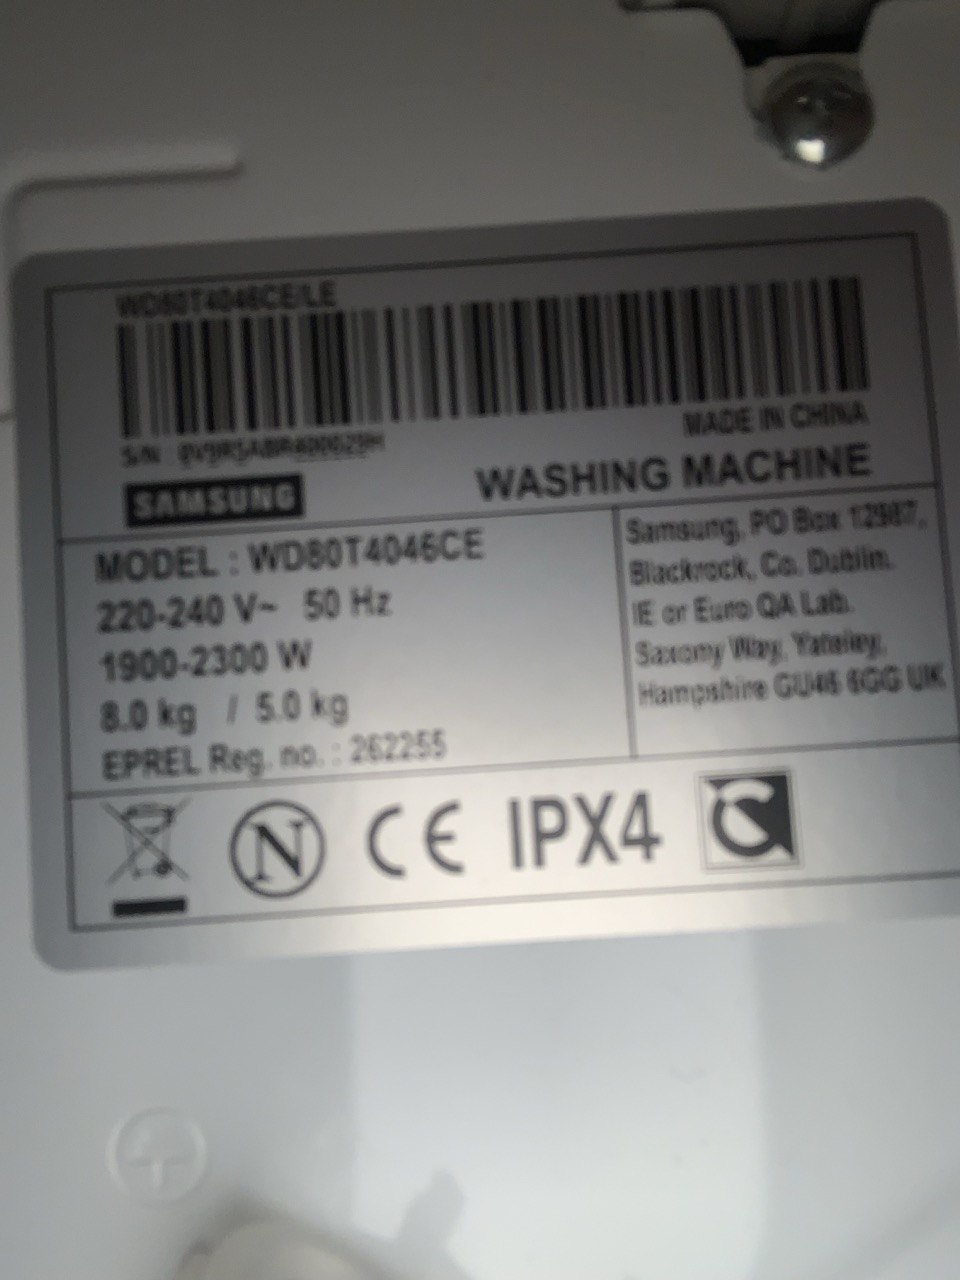 WD80T4046CE/LE
MADE IN CHINA
S/N :
SAMSUNG
WASHING MACHINE
MODEL : WD80T4046CE
220-240 V~ 50 Hz
1900-2300 W
8.0 kg / 5.0 kg
EPREL Reg. no. : 262255
Samsung, PO Box 12987,
Blackrock, Co. Dublin.
IE or Euro QA Lab.
Saxony Way, Yateley,
Hampshire GU46 6GG UK
N CE IPX4